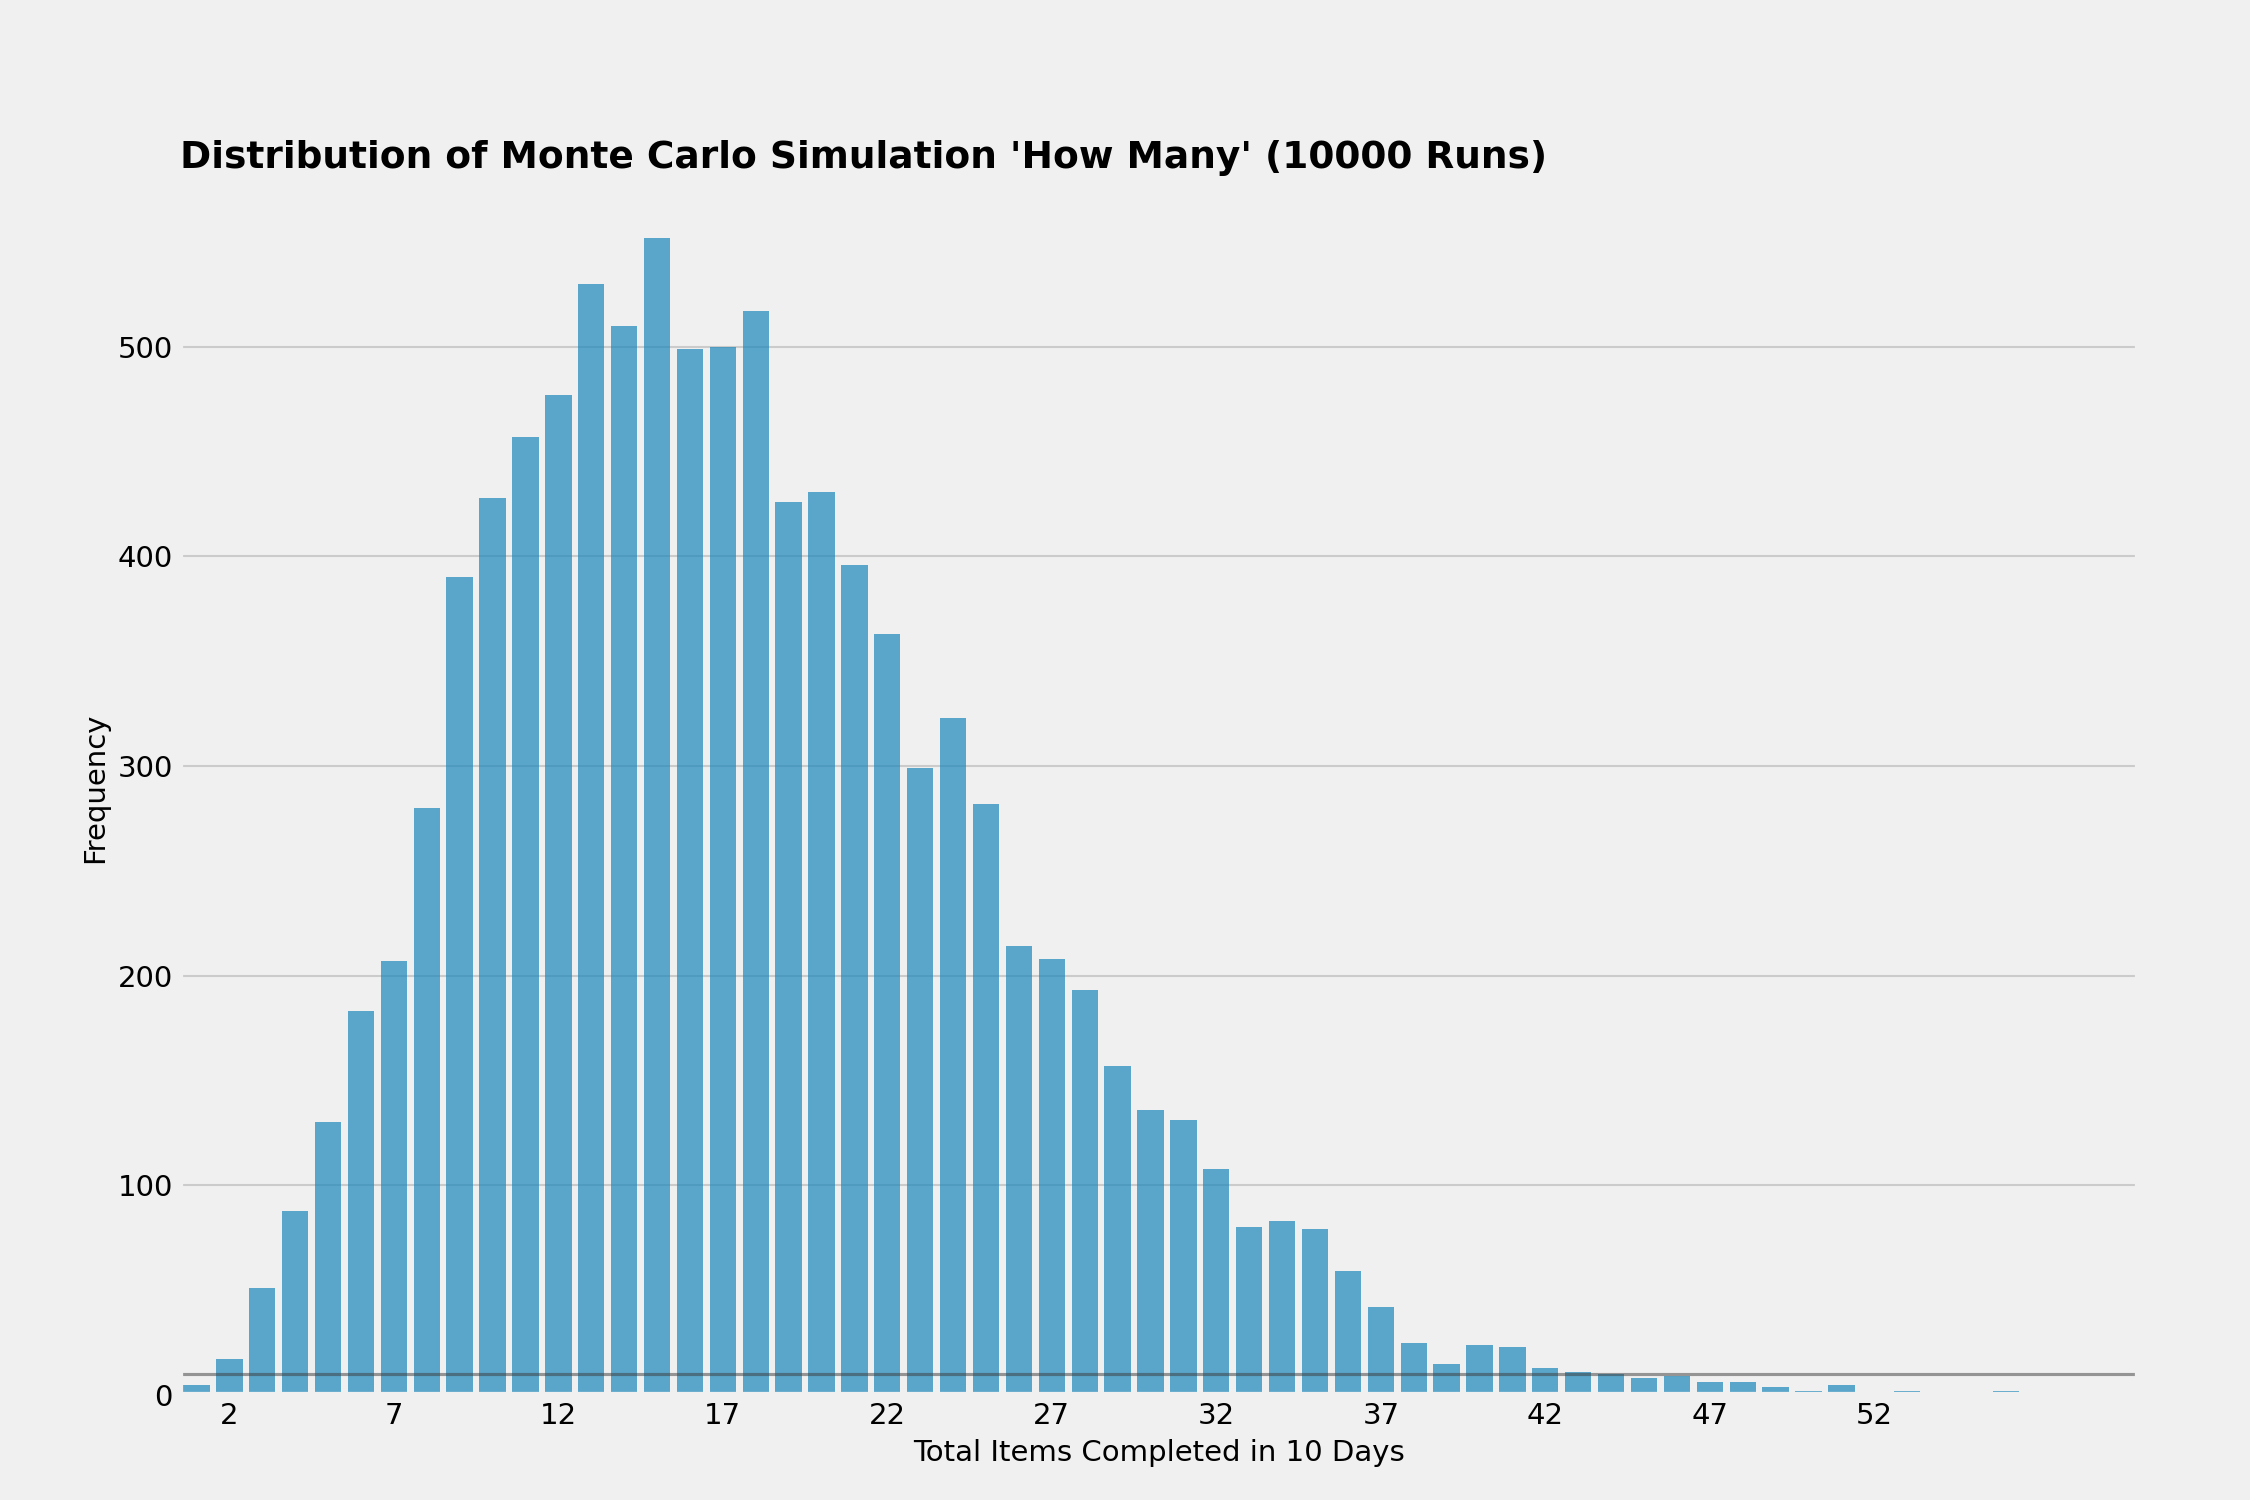 Distribution of Monte Carlo Simulation 'How Many' (10000 Runs)
500
400
300
200
100
0
Frequency
2 7 12 17 22 27 32 37 42 47 52
Total Items Completed in 10 Days